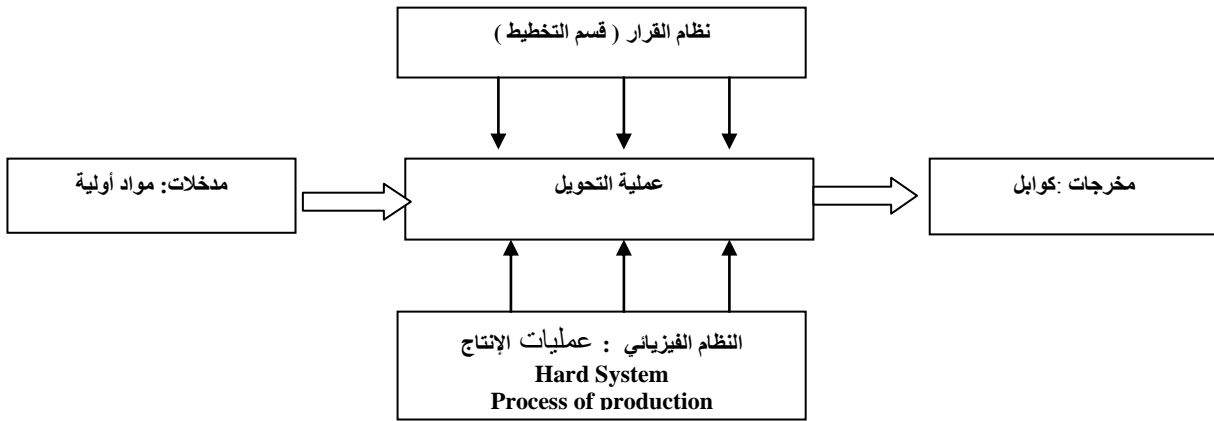 نظام القرار ( قسم التخطيط )
مدخلات: مواد أولية
عملية التحويل
مخرجات :كوابل
النظام الفيزيائي : عمليات الإنتاج
Hard System
Process of production